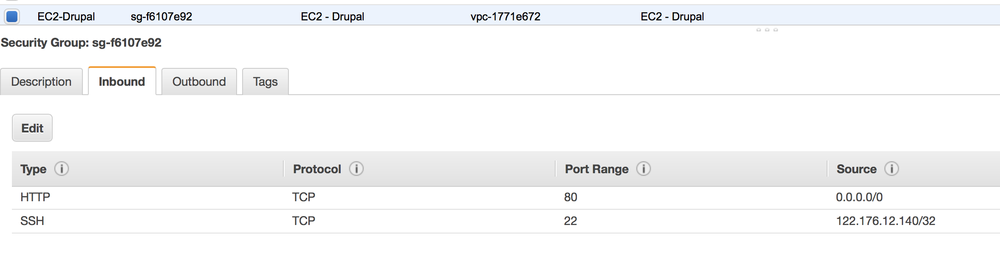 EC2-Drupal sg-f6107e92 EC2 - Drupal vpc-1771e672 EC2 - Drupal
Security Group: sg-f6107e92
Description Inbound Outbound Tags
Edit
Type i Protocol i Port Range i Source i
HTTP TCP 80 0.0.0.0/0
SSH TCP 22 122.176.12.140/32